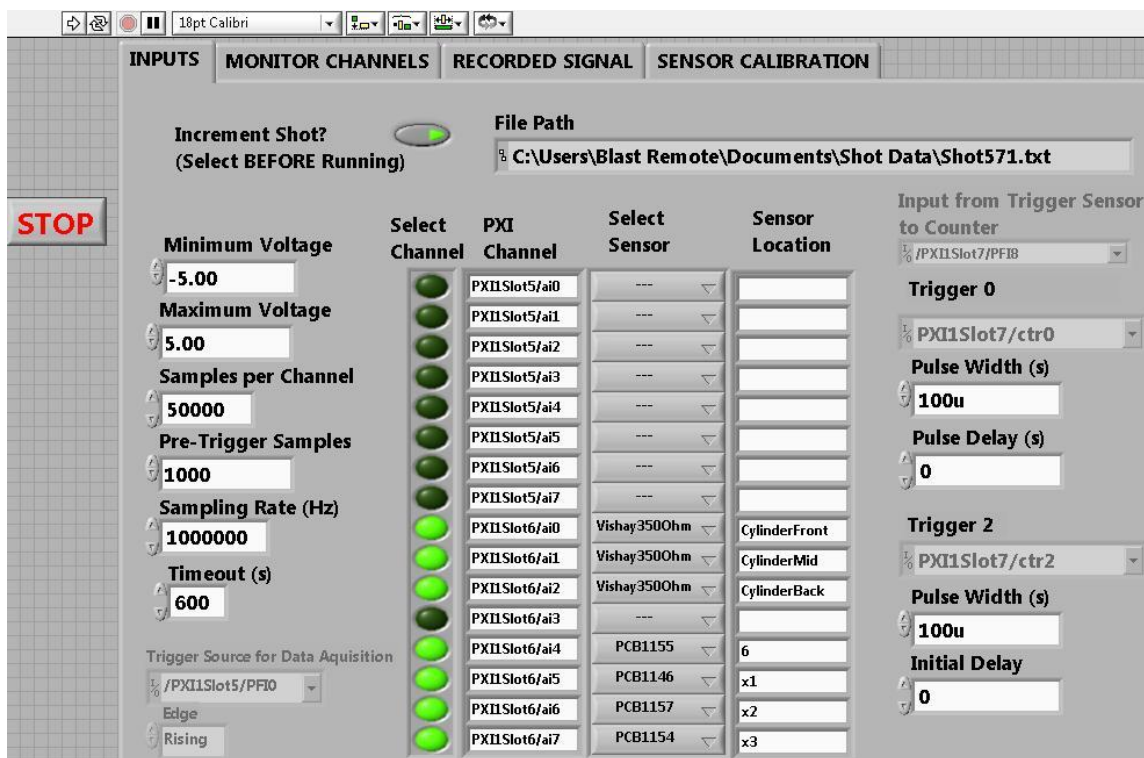 18pt Calibri
INPUTS MONITOR CHANNELS RECORDED SIGNAL SENSOR CALIBRATION
Increment Shot?
(Select BEFORE Running)
File Path
C:\Users\Blast Remote\Documents\Shot Data\Shot571.txt
STOP
Minimum Voltage
-5.00
Maximum Voltage
5.00
Samples per Channel
50000
Pre-Trigger Samples
1000
Sampling Rate (Hz)
1000000
Timeout (s)
600
Trigger Source for Data Aquisition
/PXI1Slot5/PFI0
Edge
Rising
Select Channel PXI Channel Select Sensor Sensor Location
PXI1Slot5/ai0 ---
PXI1Slot5/ai1 ---
PXI1Slot5/ai2 ---
PXI1Slot5/ai3 ---
PXI1Slot5/ai4 ---
PXI1Slot5/ai5 ---
PXI1Slot5/ai6 ---
PXI1Slot5/ai7 ---
PXI1Slot6/ai0 Vishay350Ohm CylinderFront
PXI1Slot6/ai1 Vishay350Ohm CylinderMid
PXI1Slot6/ai2 Vishay350Ohm CylinderBack
PXI1Slot6/ai3 ---
PXI1Slot6/ai4 PCB1155 6
PXI1Slot6/ai5 PCB1146 x1
PXI1Slot6/ai6 PCB1157 x2
PXI1Slot6/ai7 PCB1154 x3
Input from Trigger Sensor
to Counter
/PXI1Slot7/PFI8
Trigger 0
PXI1Slot7/ctr0
Pulse Width (s)
100u
Pulse Delay (s)
0
Trigger 2
PXI1Slot7/ctr2
Pulse Width (s)
100u
Initial Delay
0